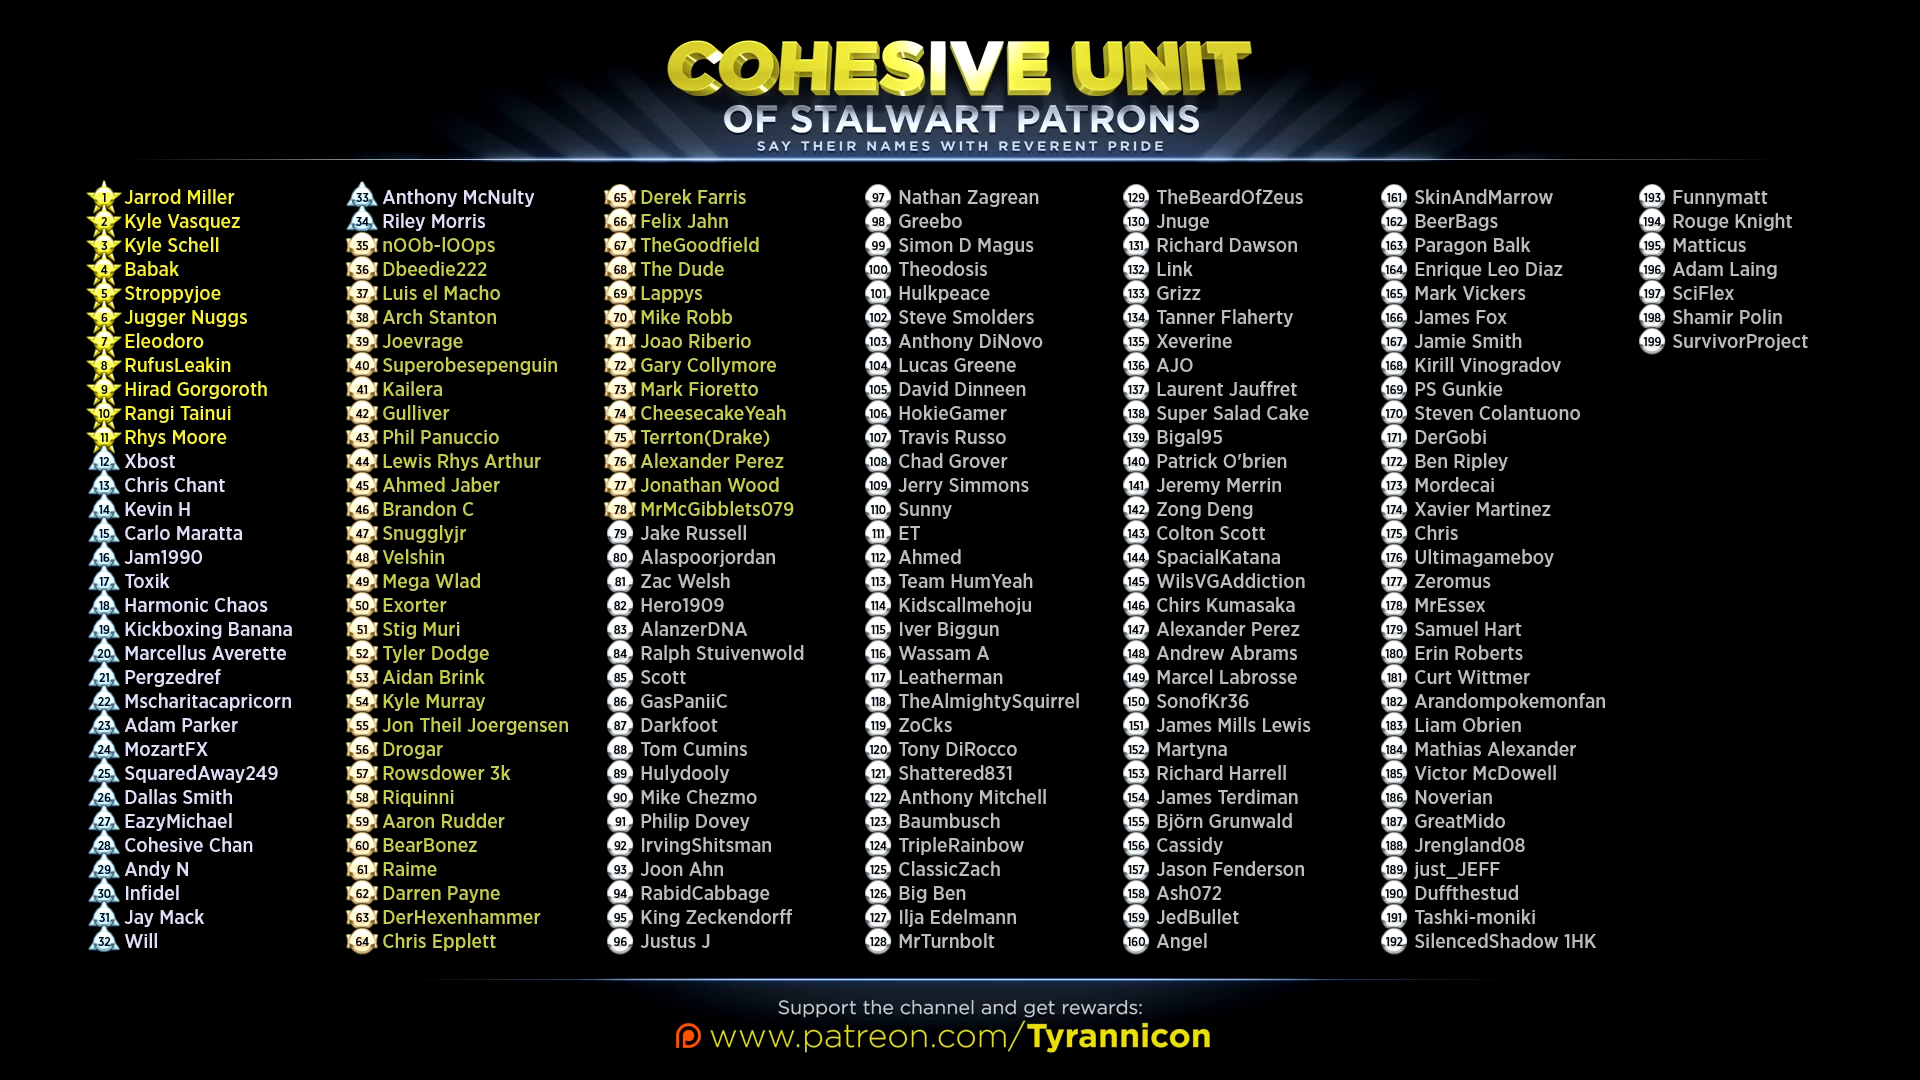 COHESIVE UNIT
OF STALWART PATRONS
SAY THEIR NAMES WITH REVERENT PRIDE
1 Jarrod Miller
2 Kyle Vasquez
3 Kyle Schell
4 Babak
5 Stroppyjoe
6 Jugger Nuggs
7 Eleodoro
8 RufusLeakin
9 Hirad Gorgoroth
10 Rangi Tainui
11 Rhys Moore
12 Xbost
13 Chris Chant
14 Kevin H
15 Carlo Maratta
16 Jam1990
17 Toxik
18 Harmonic Chaos
19 Kickboxing Banana
20 Marcellus Averette
21 Pergzedref
22 Mscharitacapricorn
23 Adam Parker
24 MozartFX
25 SquaredAway249
26 Dallas Smith
27 EazyMichael
28 Cohesive Chan
29 Andy N
30 Infidel
31 Jay Mack
32 Will
33 Anthony McNulty
34 Riley Morris
35 nOOb-lOOps
36 Dbeedie222
37 Luis el Macho
38 Arch Stanton
39 Joevrage
40 Superobesepenguin
41 Kailera
42 Gulliver
43 Phil Panuccio
44 Lewis Rhys Arthur
45 Ahmed Jaber
46 Brandon C
47 Snugglyjr
48 Velshin
49 Mega Wlad
50 Exorter
51 Stig Muri
52 Tyler Dodge
53 Aidan Brink
54 Kyle Murray
55 Jon Theil Joergensen
56 Drogar
57 Rowsdower 3k
58 Riquinni
59 Aaron Rudder
60 BearBonez
61 Raime
62 Darren Payne
63 DerHexenhammer
64 Chris Epplett
65 Derek Farris
66 Felix Jahn
67 TheGoodfield
68 The Dude
69 Lappys
70 Mike Robb
71 Joao Riberio
72 Gary Collymore
73 Mark Fioretto
74 CheesecakeYeah
75 Terrton(Drake)
76 Alexander Perez
77 Jonathan Wood
78 MrMcGibblets079
79 Jake Russell
80 Alaspoorjordan
81 Zac Welsh
82 Hero1909
83 AlanzerDNA
84 Ralph Stuivenwold
85 Scott
86 GasPaniiC
87 Darkfoot
88 Tom Cumins
89 Hulydooly
90 Mike Chezmo
91 Philip Dovey
92 IrvingShitsman
93 Joon Ahn
94 RabidCabbage
95 King Zeckendorff
96 Justus J
97 Nathan Zagrean
98 Greebo
99 Simon D Magus
100 Theodosis
101 Hulkpeace
102 Steve Smolders
103 Anthony DiNovo
104 Lucas Greene
105 David Dinneen
106 HokieGamer
107 Travis Russo
108 Chad Grover
109 Jerry Simmons
110 Sunny
111 ET
112 Ahmed
113 Team HumYeah
114 Kidscallmehoju
115 Iver Biggun
116 Wassam A
117 Leatherman
118 TheAlmightySquirrel
119 ZoCks
120 Tony DiRocco
121 Shattered831
122 Anthony Mitchell
123 Baumbusch
124 TripleRainbow
125 ClassicZach
126 Big Ben
127 Ilja Edelmann
128 MrTurnbolt
129 TheBeardOfZeus
130 Jnuge
131 Richard Dawson
132 Link
133 Grizz
134 Tanner Flaherty
135 Xeverine
136 AJO
137 Laurent Jauffret
138 Super Salad Cake
139 Bigal95
140 Patrick O'brien
141 Jeremy Merrin
142 Zong Deng
143 Colton Scott
144 SpacialKatana
145 WilsVGAddiction
146 Chirs Kumasaka
147 Alexander Perez
148 Andrew Abrams
149 Marcel Labrosse
150 SonofKr36
151 James Mills Lewis
152 Martyna
153 Richard Harrell
154 James Terdiman
155 Björn Grunwald
156 Cassidy
157 Jason Fenderson
158 Ash072
159 JedBullet
160 Angel
161 SkinAndMarrow
162 BeerBags
163 Paragon Balk
164 Enrique Leo Diaz
165 Mark Vickers
166 James Fox
167 Jamie Smith
168 Kirill Vinogradov
169 PS Gunkie
170 Steven Colantuono
171 DerGobi
172 Ben Ripley
173 Mordecai
174 Xavier Martinez
175 Chris
176 Ultimagameboy
177 Zeromus
178 MrEssex
179 Samuel Hart
180 Erin Roberts
181 Curt Wittmer
182 Arandompokemonfan
183 Liam Obrien
184 Mathias Alexander
185 Victor McDowell
186 Noverian
187 GreatMido
188 Jrengland08
189 just_JEFF
190 Duffthestud
191 Tashki-moniki
192 SilencedShadow 1HK
193 Funnymatt
194 Rouge Knight
195 Matticus
196 Adam Laing
197 SciFlex
198 Shamir Polin
199 SurvivorProject
Support the channel and get rewards:
www.patreon.com/Tyrannicon